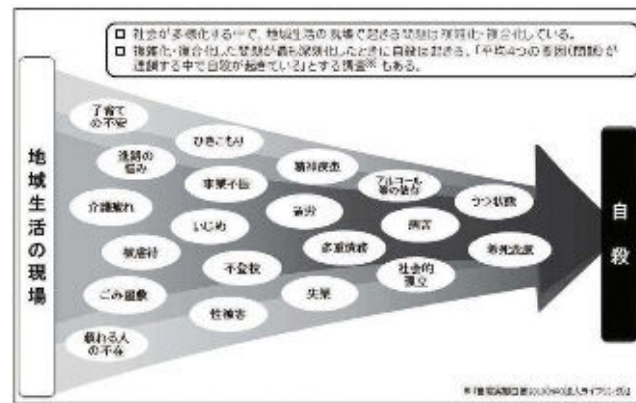 □ 社会が多様化する中で、地域生活の現場で起きる問題は複雑化・複合化している。
□ 複雑化・複合化した問題が最も深刻化したときに自殺は起きる。「平均4つの要因(問題)が
連鎖する中で自殺が起きている」とする調査※もある。
地域生活の現場
子育て
の不安
進路の
悩み
介護疲れ
被虐待
ごみ屋敷
頼れる人
の不在
ひきこもり
事業不振
いじめ
不登校
性被害
精神疾患
過労
多重債務
失業
アルコール
等の依存
病苦
社会的
孤立
うつ状態
希死念慮
自殺